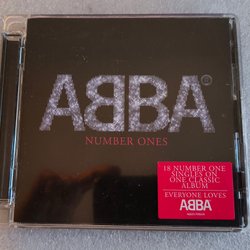 ABBA
NUMBER ONES
18 NUMBER ONE
SINGLES ON
ONE CLASSIC
ALBUM
EVERYONE LOVES
ABBA